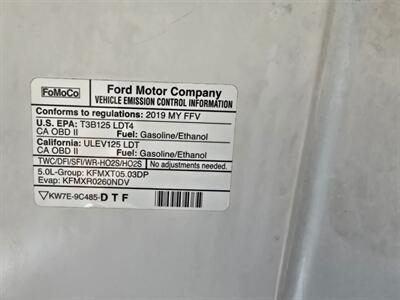 FoMoCo
Ford Motor Company
VEHICLE EMISSION CONTROL INFORMATION
Conforms to regulations: 2019 MY FFV
U.S. EPA: T3B125 LDT4
CA OBD II Fuel: Gasoline/Ethanol
California: ULEV125 LDT
CA OBD II Fuel: Gasoline/Ethanol
TWC/DFI/SFI/WR-HO2S/HO2S No adjustments needed.
5.0L-Group: KFMXT05.03DP
Evap: KFMXR0260NDV
KW7E-9C485-DTF